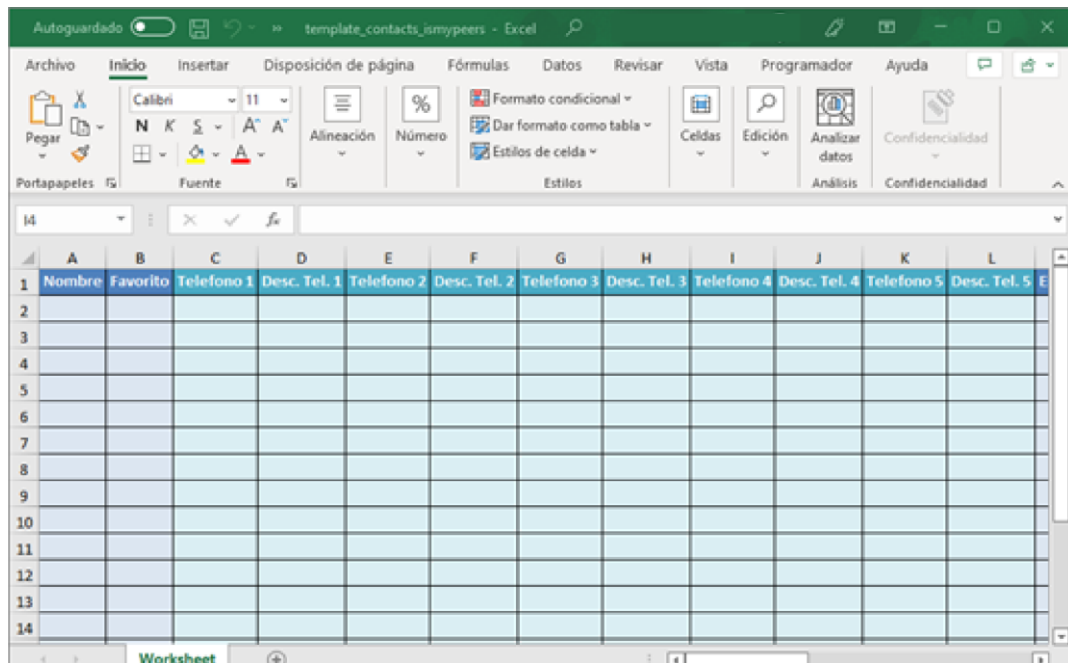 Autoguardado template_contacts_ismypeers - Excel
Archivo Inicio Insertar Disposición de página Fórmulas Datos Revisar Vista Programador Ayuda
Pegar
Calibri 11
N K S A A
A
Alineación
%
Número
Formato condicional
Dar formato como tabla
Estilos de celda
Celdas
Edición
Analizar
datos
Confidencialidad
Portapapeles Fuente Estilos Análisis Confidencialidad
I4 fx
A B C D E F G H I J K L
1 Nombre Favorito Telefono 1 Desc. Tel. 1 Telefono 2 Desc. Tel. 2 Telefono 3 Desc. Tel. 3 Telefono 4 Desc. Tel. 4 Telefono 5 Desc. Tel. 5 E
2
3
4
5
6
7
8
9
10
11
12
13
14
Worksheet